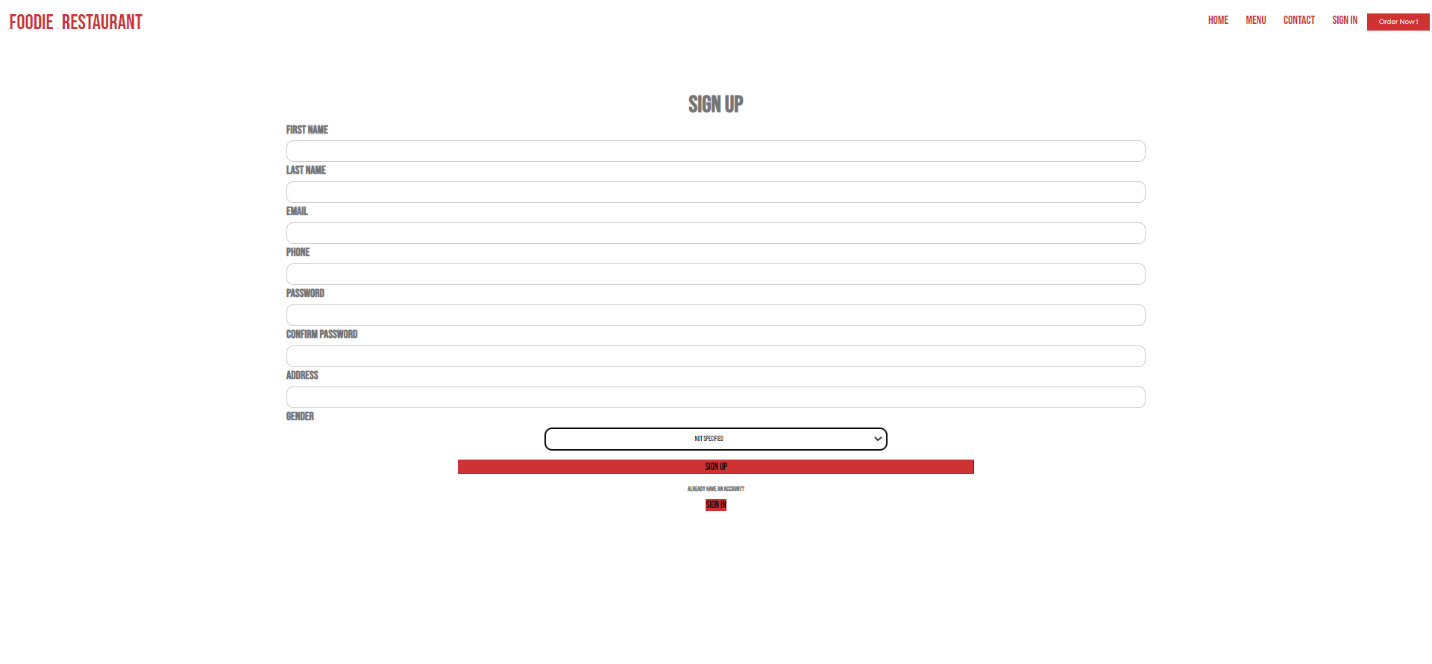 FOODIE RESTAURANT
HOME MENU CONTACT SIGN IN Order Now !
SIGN UP
FIRST NAME
LAST NAME
EMAIL
PHONE
PASSWORD
CONFIRM PASSWORD
ADDRESS
GENDER
NOT SPECIFIED
SIGN UP
ALREADY HAVE AN ACCOUNT?
SIGN IN